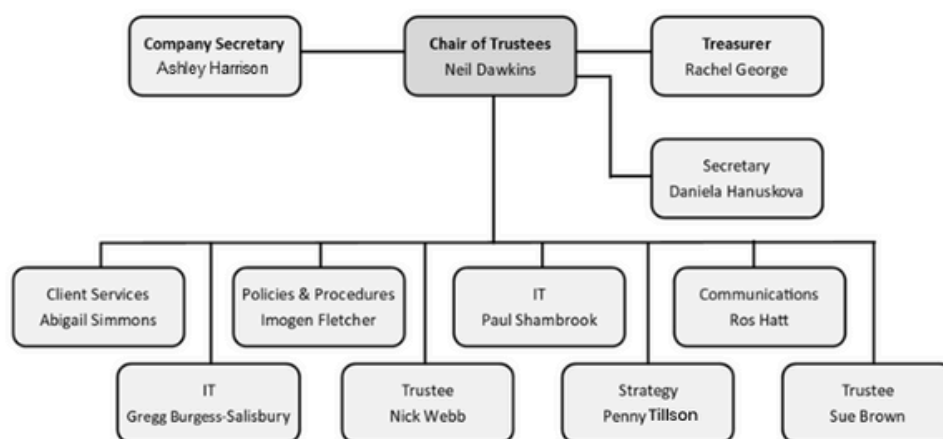 Company Secretary
Ashley Harrison
Chair of Trustees
Neil Dawkins
Treasurer
Rachel George
Secretary
Daniela Hanuskova
Client Services
Abigail Simmons
Policies & Procedures
Imogen Fletcher
IT
Paul Shambrook
Communications
Ros Hatt
IT
Gregg Burgess-Salisbury
Trustee
Nick Webb
Strategy
Penny Tillson
Trustee
Sue Brown